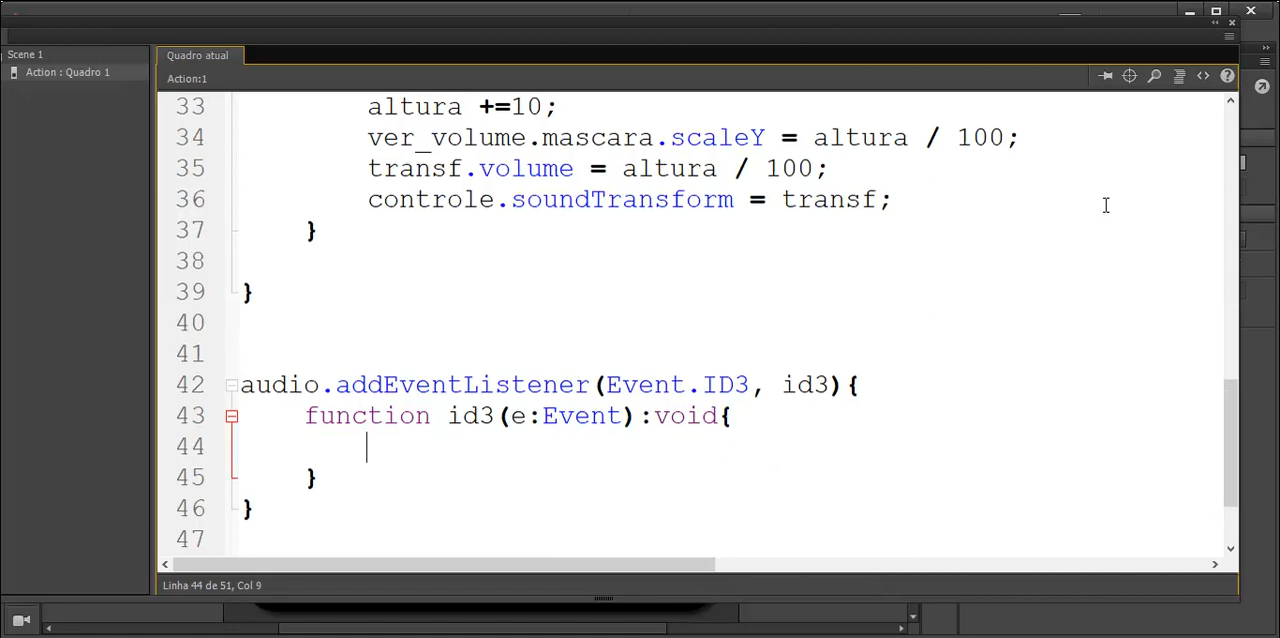 Scene 1
Action : Quadro 1
Quadro atual
Action:1
33 altura +=10;
34 ver_volume.mascara.scaleY = altura / 100;
35 transf.volume = altura / 100;
36 controle.soundTransform = transf;
37 }
38
39 }
40
41
42 audio.addEventListener(Event.ID3, id3){
43 function id3(e:Event):void{
44
45 }
46 }
47
Linha 44 de 51, Col 9